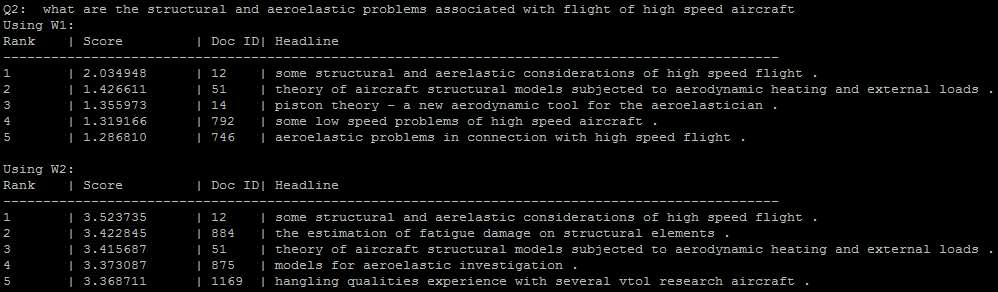 Q2:  what are the structural and aeroelastic problems associated with flight of high speed aircraft
Using W1:
Rank    | Score         | Doc ID| Headline
-------------------------------------------------------------------------------------------------
1       | 2.034948      | 12    | some structural and aerelastic considerations of high speed flight .
2       | 1.426611      | 51    | theory of aircraft structural models subjected to aerodynamic heating and external loads .
3       | 1.355973      | 14    | piston theory - a new aerodynamic tool for the aeroelastician .
4       | 1.319166      | 792   | some low speed problems of high speed aircraft .
5       | 1.286810      | 746   | aeroelastic problems in connection with high speed flight .
Using W2:
Rank    | Score         | Doc ID| Headline
-------------------------------------------------------------------------------------------------
1       | 3.523735      | 12    | some structural and aerelastic considerations of high speed flight .
2       | 3.422845      | 884   | the estimation of fatigue damage on structural elements .
3       | 3.415687      | 51    | theory of aircraft structural models subjected to aerodynamic heating and external loads .
4       | 3.373087      | 875   | models for aeroelastic investigation .
5       | 3.368711      | 1169  | hangling qualities experience with several vtol research aircraft .